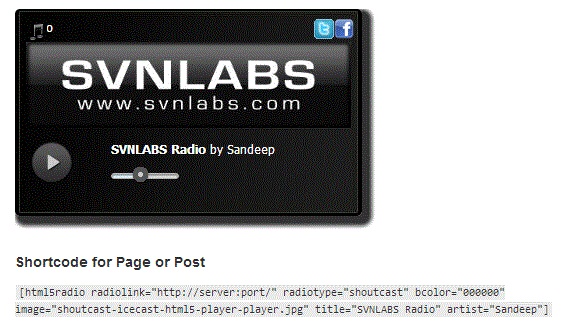 0
SVNLABS
www.svnlabs.com
SVNLABS Radio by Sandeep
Shortcode for Page or Post
[html5radio radiolink="http://server:port/" radiotype="shoutcast" bcolor="000000"
image="shoutcast-icecast-html5-player-player.jpg" title="SVNLABS Radio" artist="Sandeep"]